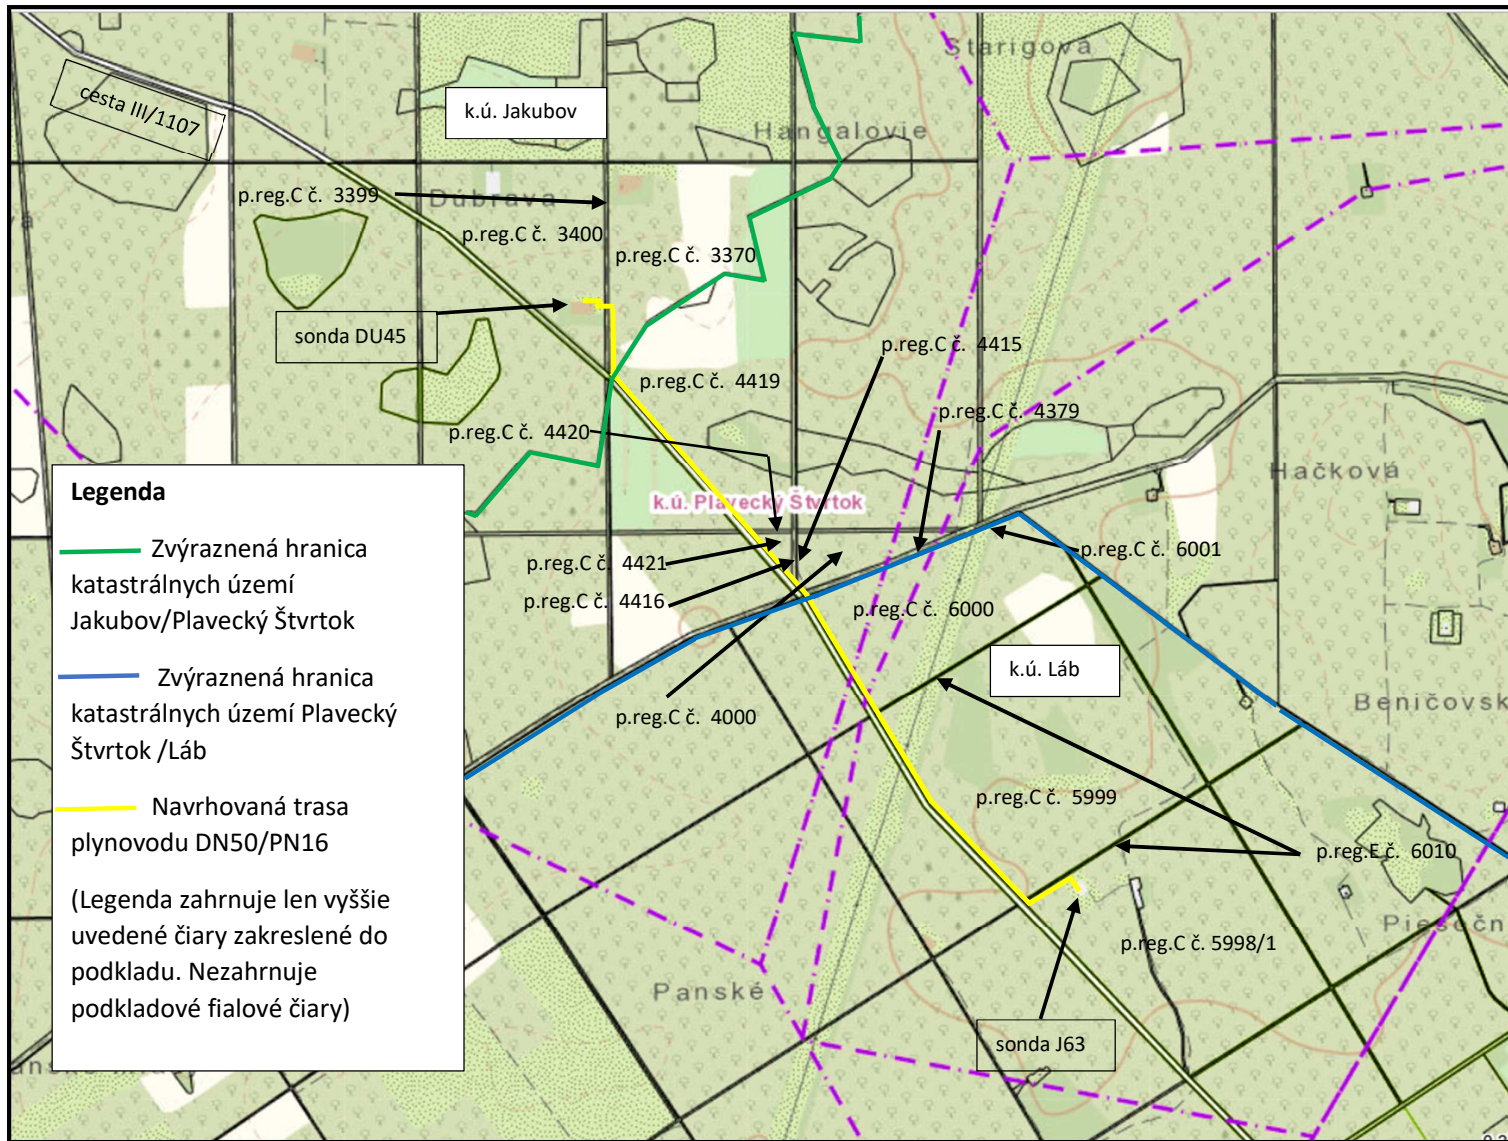 Starigová
cesta III/1107
k.ú. Jakubov
Hangalovie
p.reg.C č. 3399
Dúbrava
p.reg.C č. 3400
p.reg.C č. 3370
sonda DU45
p.reg.C č. 4415
p.reg.C č. 4419
p.reg.C č. 4379
p.reg.C č. 4420
Hačková
k.ú. Plavecký Štvrtok
p.reg.C č. 4421
p.reg.C č. 6001
p.reg.C č. 4416
p.reg.C č. 6000
k.ú. Láb
p.reg.C č. 4000
Beničovsk
p.reg.C č. 5999
p.reg.E č. 6010
Piesočn
p.reg.C č. 5998/1
Panské
sonda J63
Legenda
Zvýraznená hranica
katastrálnych území
Jakubov/Plavecký Štvrtok
Zvýraznená hranica
katastrálnych území Plavecký
Štvrtok /Láb
Navrhovaná trasa
plynovodu DN50/PN16
(Legenda zahrnuje len vyššie
uvedené čiary zakreslené do
podkladu. Nezahrnuje
podkladové fialové čiary)